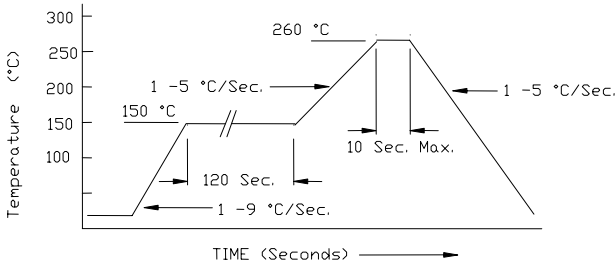 300
260 °C
250
1 -5 °C/Sec.
1 -5 °C/Sec.
200
150 °C
150
10 Sec. Max.
100
120 Sec.
1 -9 °C/Sec.
Temperature (°C)
TIME (Seconds)